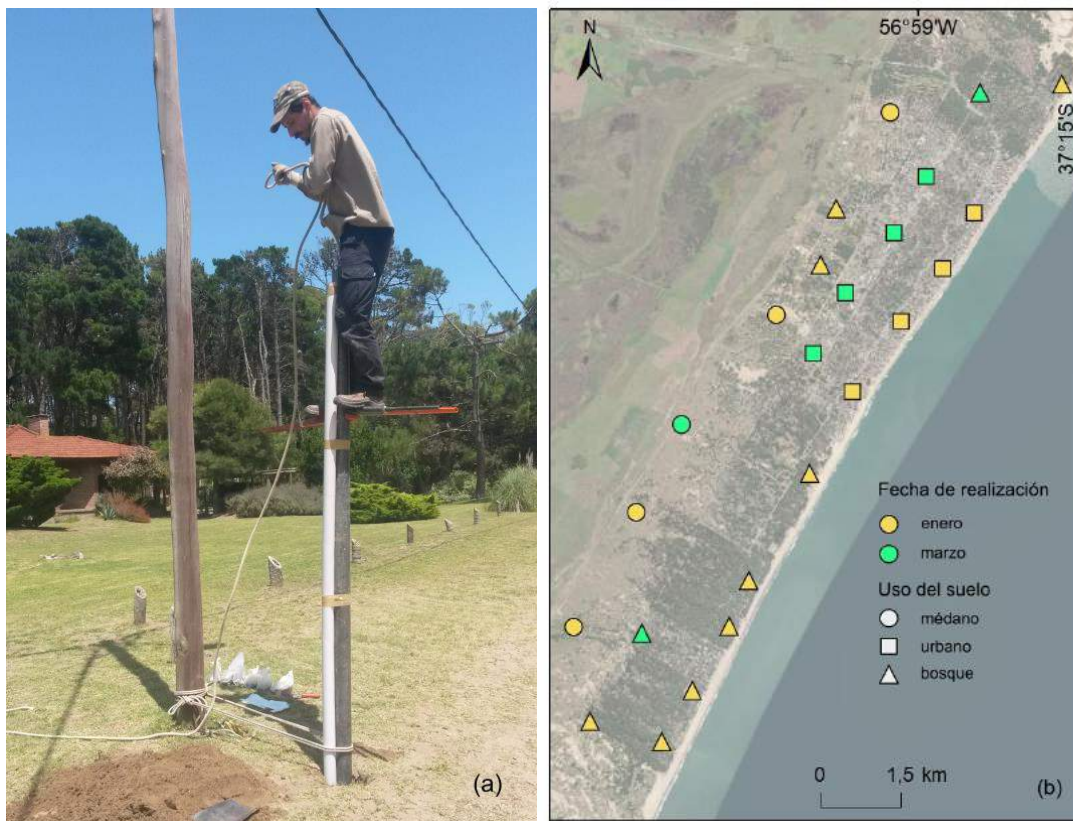 (a)
N
56°59'W
37°15'S
Fecha de realización
enero
marzo
Uso del suelo
médano
urbano
bosque
0 1,5 km
(b)